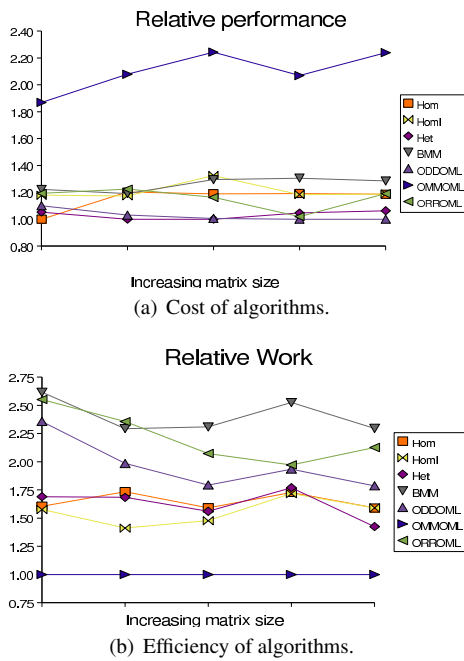 Relative performance
2.40
2.20
2.00
1.80
1.60
1.40
1.20
1.00
0.80
Hom
HomI
Het
BMM
ODDOML
OMMOML
ORROML
Increasing matrix size
(a) Cost of algorithms.
Relative Work
2.75
2.50
2.25
2.00
1.75
1.50
1.25
1.00
0.75
Hom
HomI
Het
BMM
ODDOML
OMMOML
ORROML
Increasing matrix size
(b) Efficiency of algorithms.